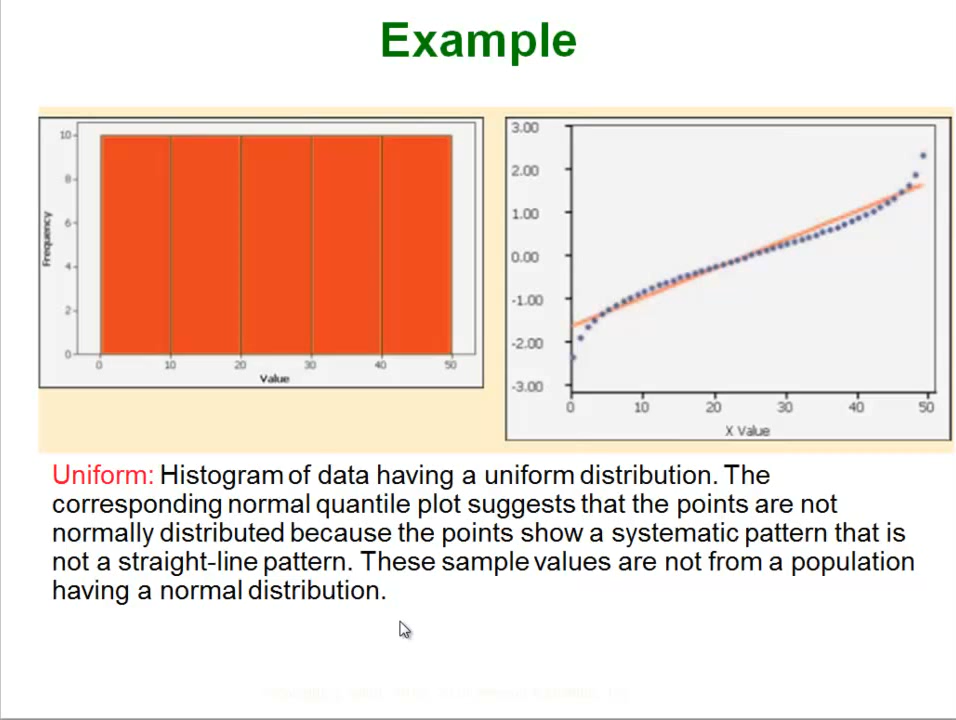 Example
10
8
6
4
2
0
Frequency
0 10 20 30 40 50
Value
3.00
2.00
1.00
0.00
-1.00
-2.00
-3.00
0 10 20 30 40 50
X Value
Uniform: Histogram of data having a uniform distribution. The
corresponding normal quantile plot suggests that the points are not
normally distributed because the points show a systematic pattern that is
not a straight-line pattern. These sample values are not from a population
having a normal distribution.